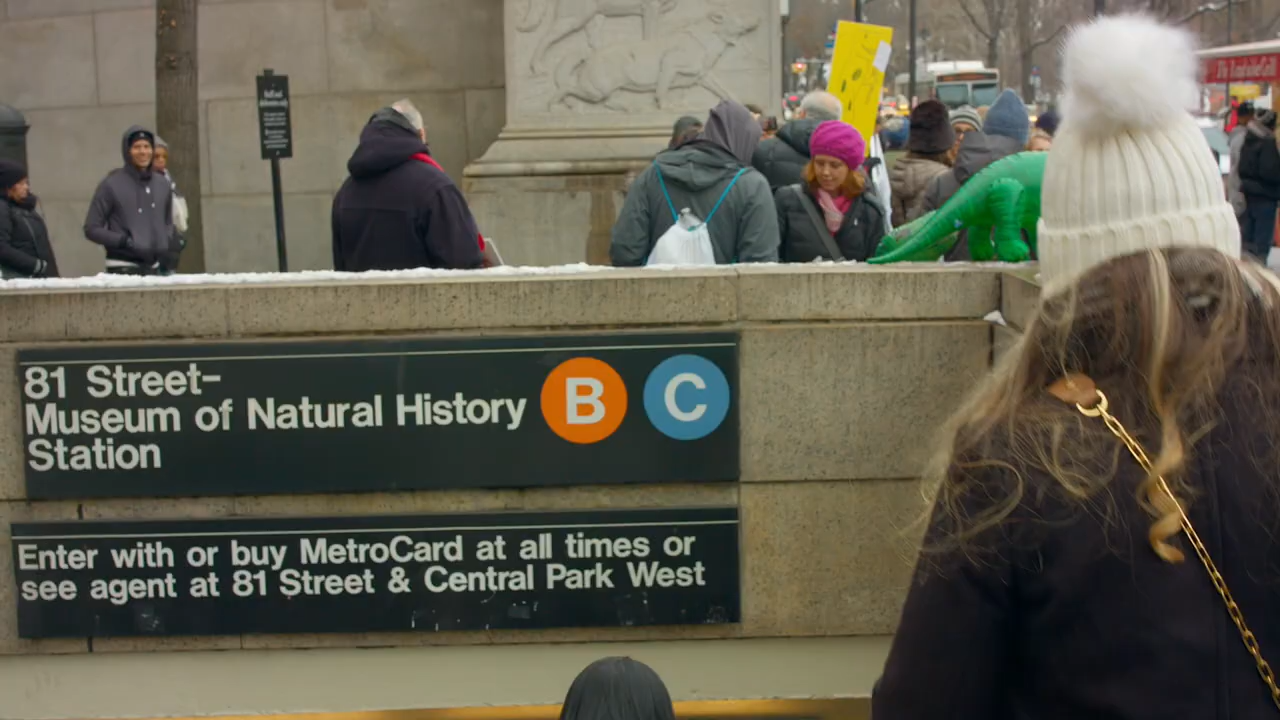 81 Street-
Museum of Natural History
Station
B C
Enter with or buy MetroCard at all times or
see agent at 81 Street & Central Park West